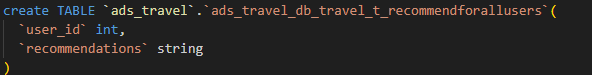 create TABLE `ads_travel`.`ads_travel_db_travel_t_recommendforallusers`(
`user_id` int,
`recommendations` string
)